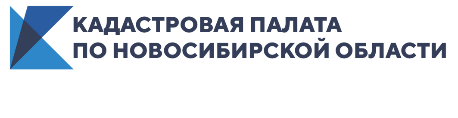 КАДАСТРОВАЯ ПАЛАТА
ПО НОВОСИБИРСКОЙ ОБЛАСТИ